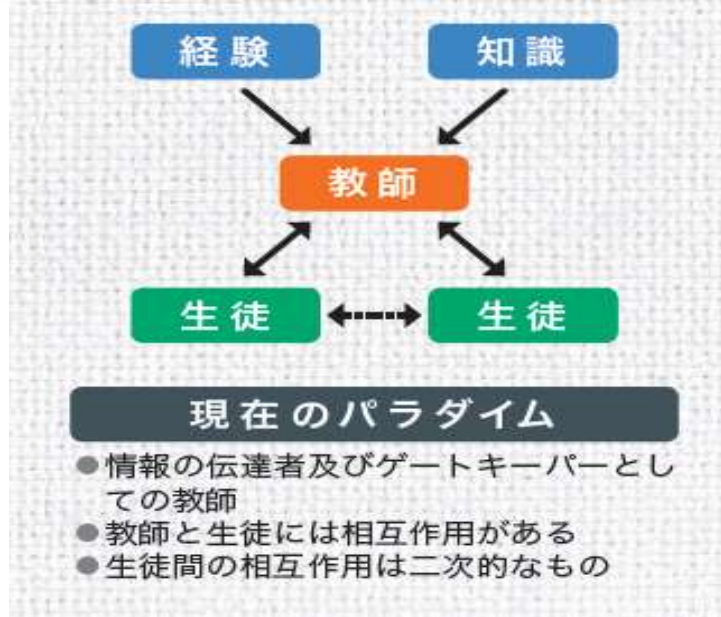 経験 知識
教師
生徒 生徒
現在のパラダイム
●情報の伝達者及びゲートキーパーとし
ての教師
●教師と生徒には相互作用がある
●生徒間の相互作用は二次的なもの